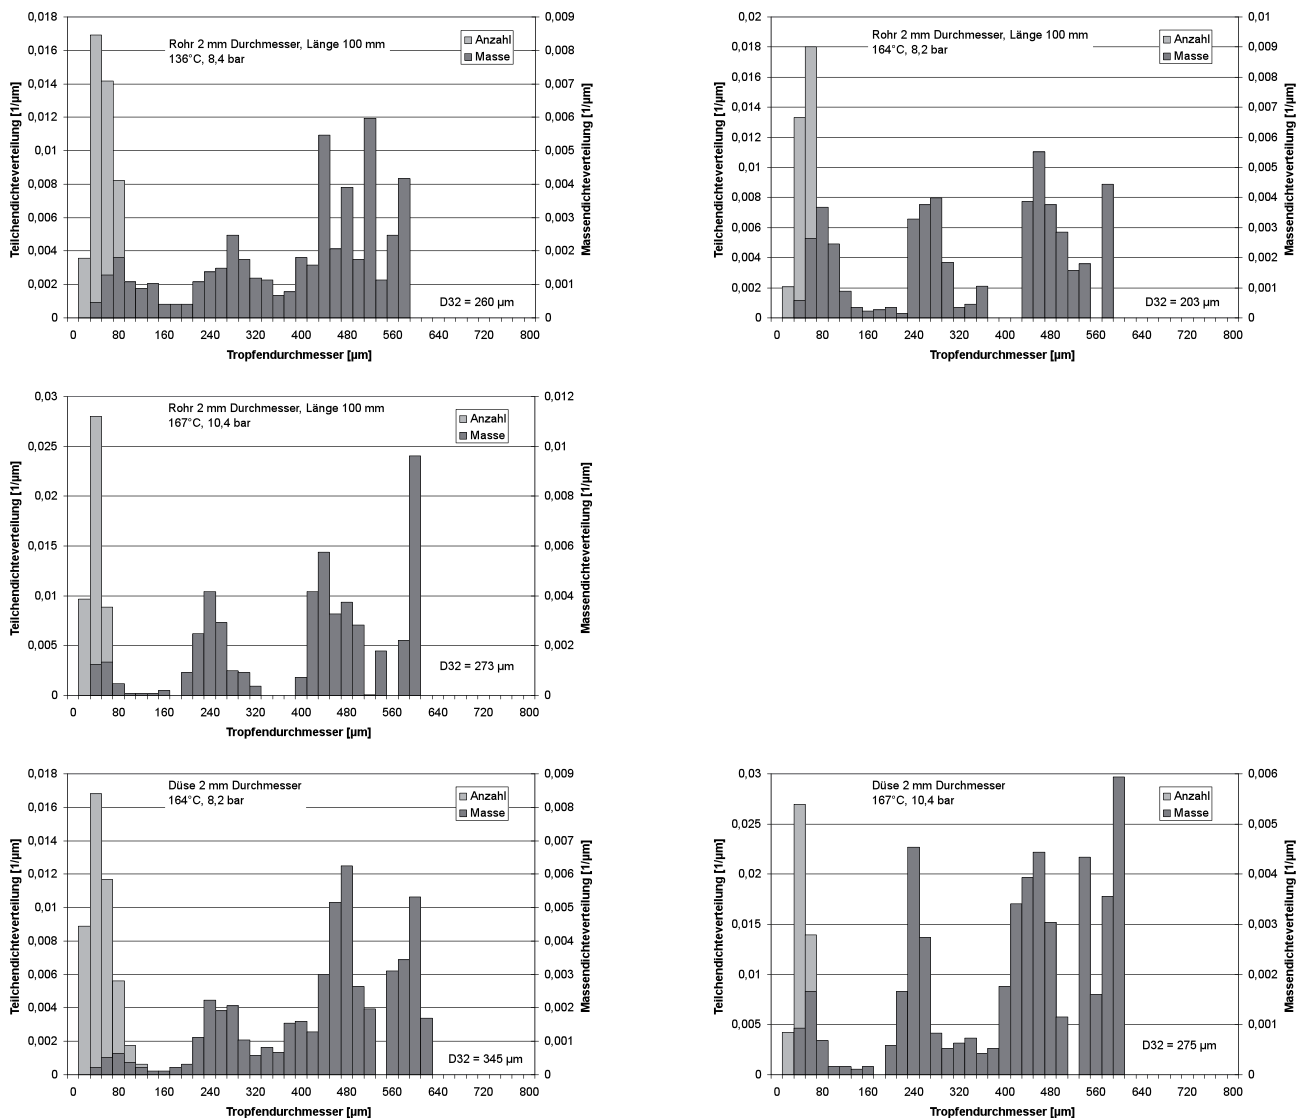 Rohr 2 mm Durchmesser, Länge 100 mm
136°C, 8,4 bar
Anzahl
Masse
Teilchendichteverteilung [1/µm]
0,018
0,016
0,014
0,012
0,01
0,008
0,006
0,004
0,002
0
Massendichteverteilung [1/µm]
0,009
0,008
0,007
0,006
0,005
0,004
0,003
0,002
0,001
0
D32 = 260 µm
0 80 160 240 320 400 480 560 640 720 800
Tropfendurchmesser [µm]
Rohr 2 mm Durchmesser, Länge 100 mm
164°C, 8,2 bar
Anzahl
Masse
Teilchendichteverteilung [1/µm]
0,02
0,018
0,016
0,014
0,012
0,01
0,008
0,006
0,004
0,002
0
Massendichteverteilung [1/µm]
0,01
0,009
0,008
0,007
0,006
0,005
0,004
0,003
0,002
0,001
0
D32 = 203 µm
0 80 160 240 320 400 480 560 640 720 800
Tropfendurchmesser [µm]
Rohr 2 mm Durchmesser, Länge 100 mm
167°C, 10,4 bar
Anzahl
Masse
Teilchendichteverteilung [1/µm]
0,03
0,025
0,02
0,015
0,01
0,005
0
Massendichteverteilung [1/µm]
0,012
0,01
0,008
0,006
0,004
0,002
0
D32 = 273 µm
0 80 160 240 320 400 480 560 640 720 800
Tropfendurchmesser [µm]
Düse 2 mm Durchmesser
164°C, 8,2 bar
Anzahl
Masse
Teilchendichteverteilung [1/µm]
0,018
0,016
0,014
0,012
0,01
0,008
0,006
0,004
0,002
0
Massendichteverteilung [1/µm]
0,009
0,008
0,007
0,006
0,005
0,004
0,003
0,002
0,001
0
D32 = 345 µm
0 80 160 240 320 400 480 560 640 720 800
Tropfendurchmesser [µm]
Düse 2 mm Durchmesser
167°C, 10,4 bar
Anzahl
Masse
Teilchendichteverteilung [1/µm]
0,03
0,025
0,02
0,015
0,01
0,005
0
Massendichteverteilung [1/µm]
0,006
0,005
0,004
0,003
0,002
0,001
0
D32 = 275 µm
0 80 160 240 320 400 480 560 640 720 800
Tropfendurchmesser [µm]